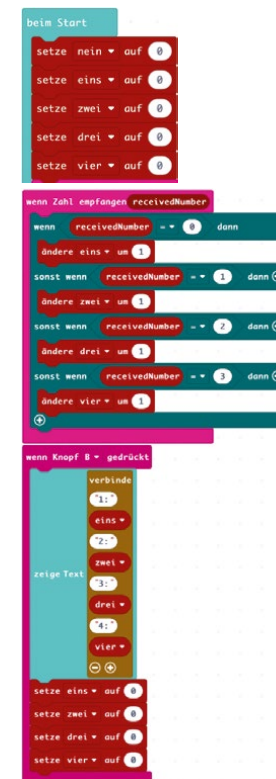 beim Start
setze nein auf 0
setze eins auf 0
setze zwei auf 0
setze drei auf 0
setze vier auf 0
wenn Zahl empfangen receivedNumber
wenn receivedNumber = 0 dann
ändere eins um 1
sonst wenn receivedNumber = 1 dann
ändere zwei um 1
sonst wenn receivedNumber = 2 dann
ändere drei um 1
sonst wenn receivedNumber = 3 dann
ändere vier um 1
wenn Knopf B gedrückt
verbinde
"1:"
eins
"2:"
zwei
zeige Text
"3:"
drei
"4:"
vier
setze eins auf 0
setze zwei auf 0
setze drei auf 0
setze vier auf 0